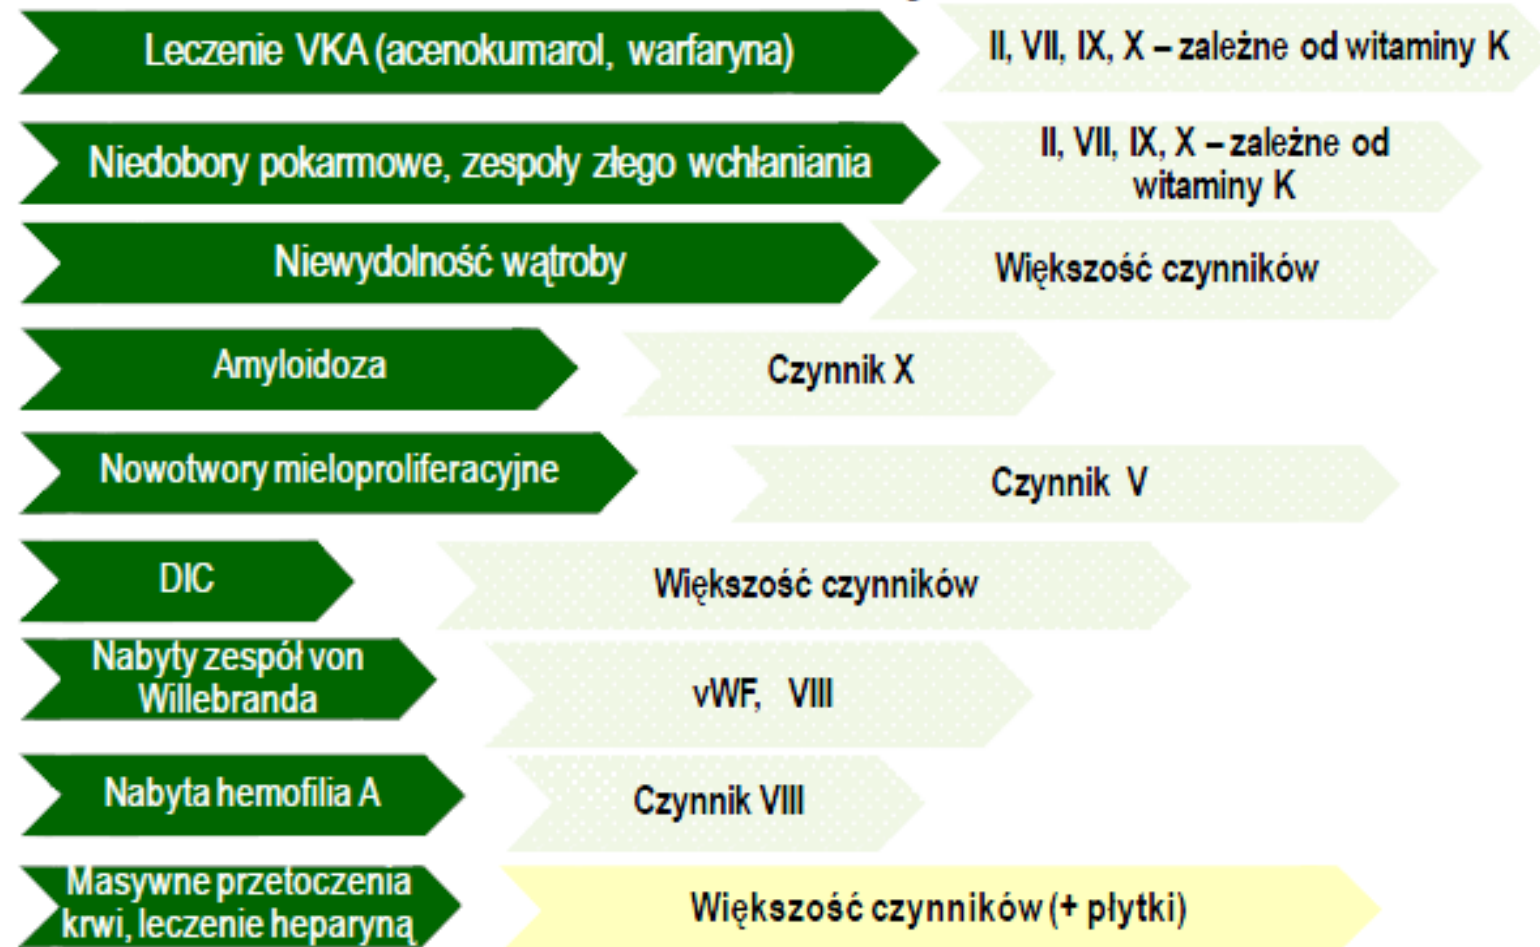 Leczenie VKA (acenokumarol, warfaryna)
II, VII, IX, X – zależne od witaminy K
Niedobory pokarmowe, zespoły złego wchłaniania
II, VII, IX, X – zależne od
witaminy K
Niewydolność wątroby
Większość czynników
Amyloidoza
Czynnik X
Nowotwory mieloproliferacyjne
Czynnik V
DIC
Większość czynników
Nabyty zespół von
Willebranda
vWF, VIII
Nabyta hemofilia A
Czynnik VIII
Masywne przetoczenia
krwi, leczenie heparyną
Większość czynników (+ płytki)